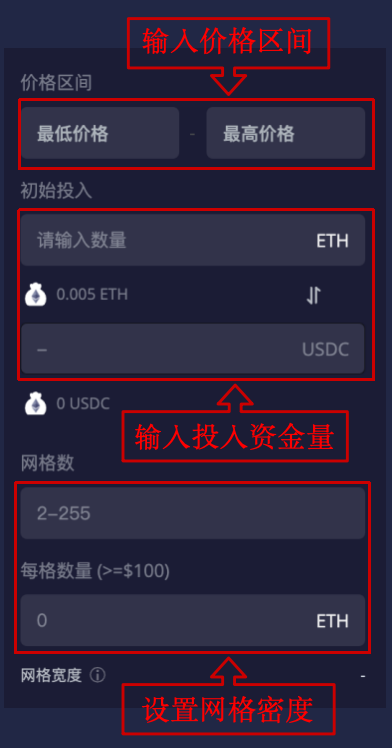 输入价格区间
价格区间
最低价格 - 最高价格
初始投入
请输入数量 ETH
0.005 ETH
– USDC
0 USDC
输入投入资金量
网格数
2–255
每格数量 (>=$100)
0 ETH
网格宽度 -
设置网格密度